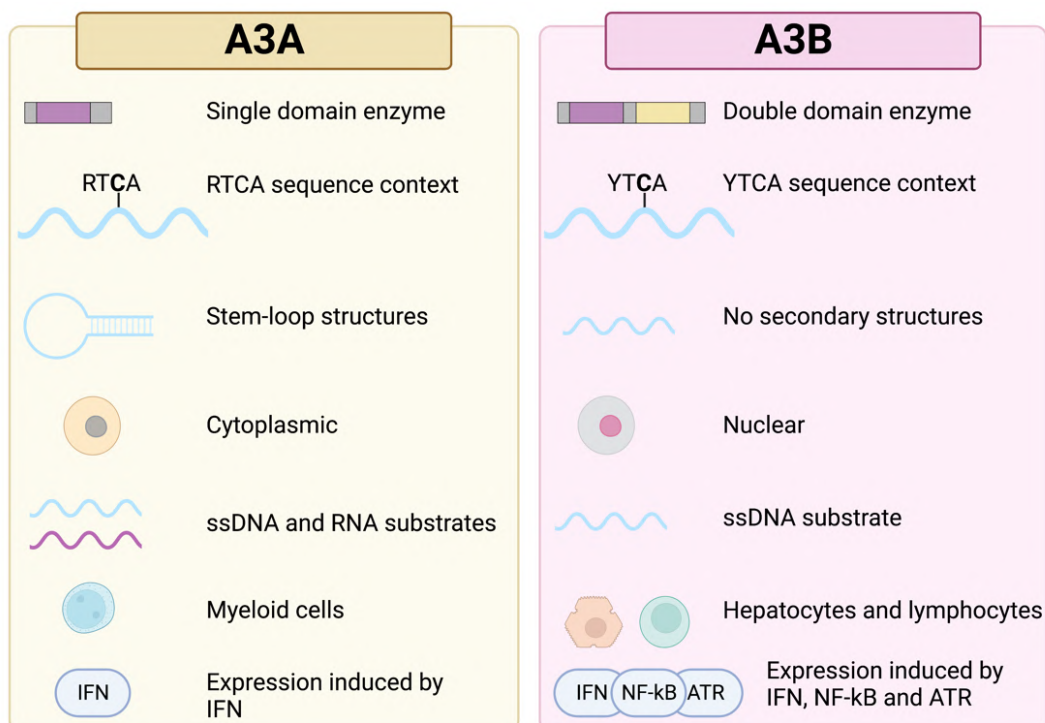 A3A
Single domain enzyme
RTCA
RTCA sequence context
Stem-loop structures
Cytoplasmic
ssDNA and RNA substrates
Myeloid cells
IFN
Expression induced by
IFN
A3B
Double domain enzyme
YTCA
YTCA sequence context
No secondary structures
Nuclear
ssDNA substrate
Hepatocytes and lymphocytes
IFN NF-kB ATR
Expression induced by
IFN, NF-kB and ATR